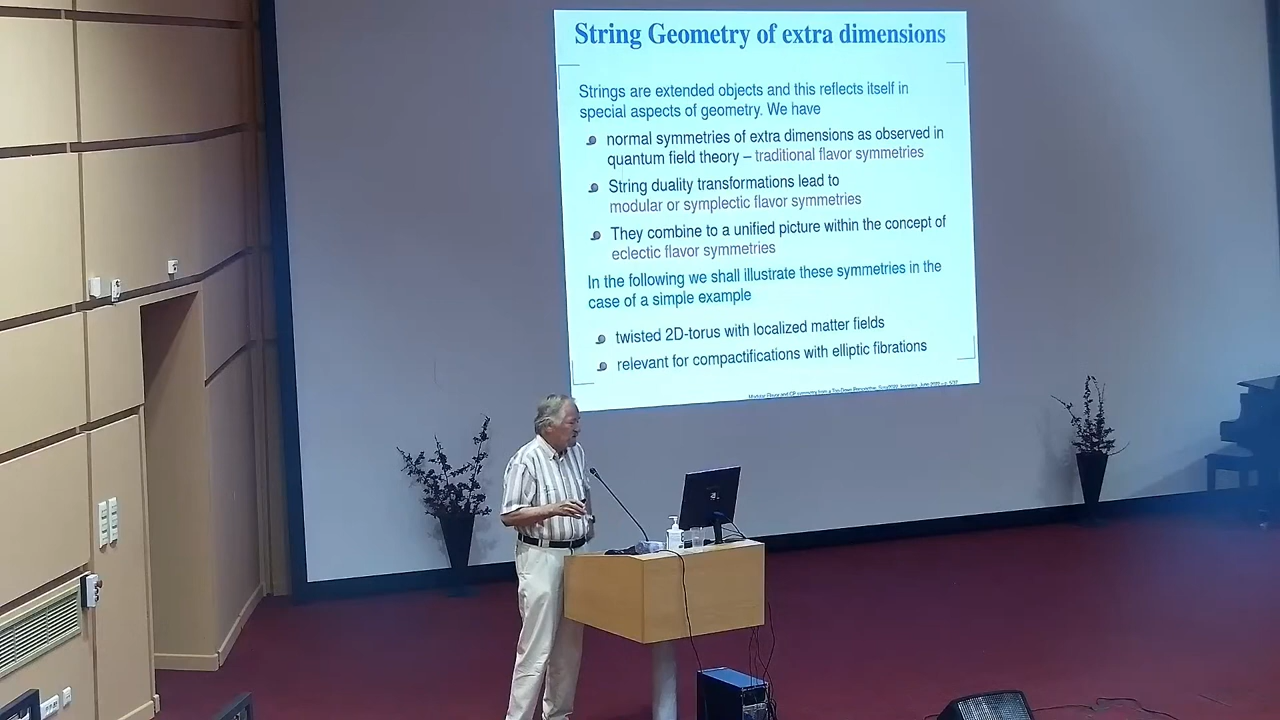 String Geometry of extra dimensions
Strings are extended objects and this reflects itself in
special aspects of geometry. We have
normal symmetries of extra dimensions as observed in
quantum field theory – traditional flavor symmetries
String duality transformations lead to
modular or symplectic flavor symmetries
They combine to a unified picture within the concept of
eclectic flavor symmetries
In the following we shall illustrate these symmetries in the
case of a simple example
twisted 2D-torus with localized matter fields
relevant for compactifications with elliptic fibrations